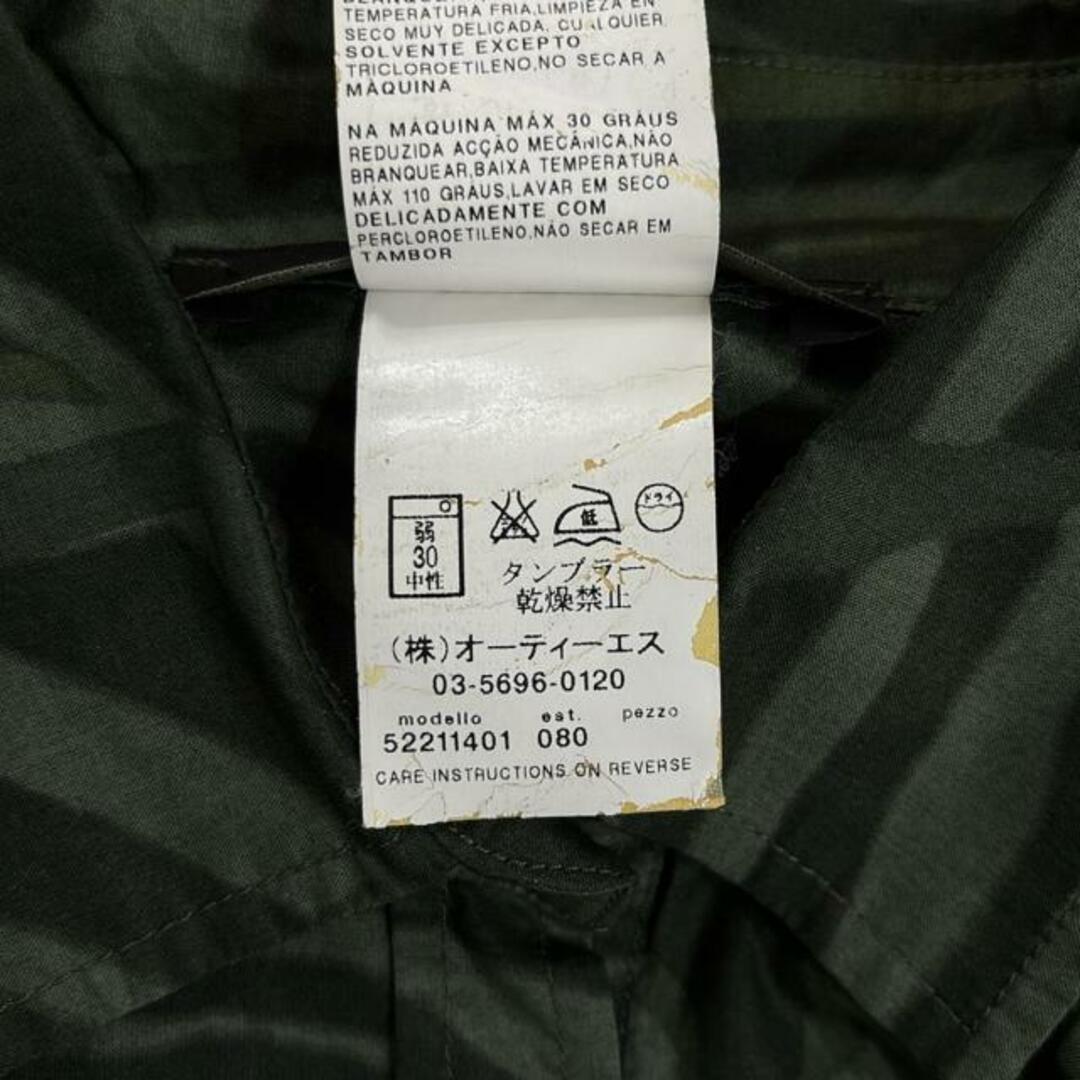 TEMPERATURA FRIA,LIMPIEZA EN
SECO MUY DELICADA, CUALQUIER
SOLVENTE EXCEPTO
TRICLOROETILENO,NO SECAR A
MÁQUINA
NA MÁQUINA MÁX 30 GRÁUS
REDUZIDA ACÇÃO MECÂNICA,NÃO
BRANQUEAR,BAIXA TEMPERATURA
MÁX 110 GRÁUS,LAVAR EM SECO
DELICADAMENTE COM
PERCLOROETILENO,NÃO SECAR EM
TAMBOR
弱
30
中性
低
ドライ
タンブラー
乾燥禁止
(株)オーティーエス
03-5696-0120
modello est. pezzo
52211401 080
CARE INSTRUCTIONS ON REVERSE